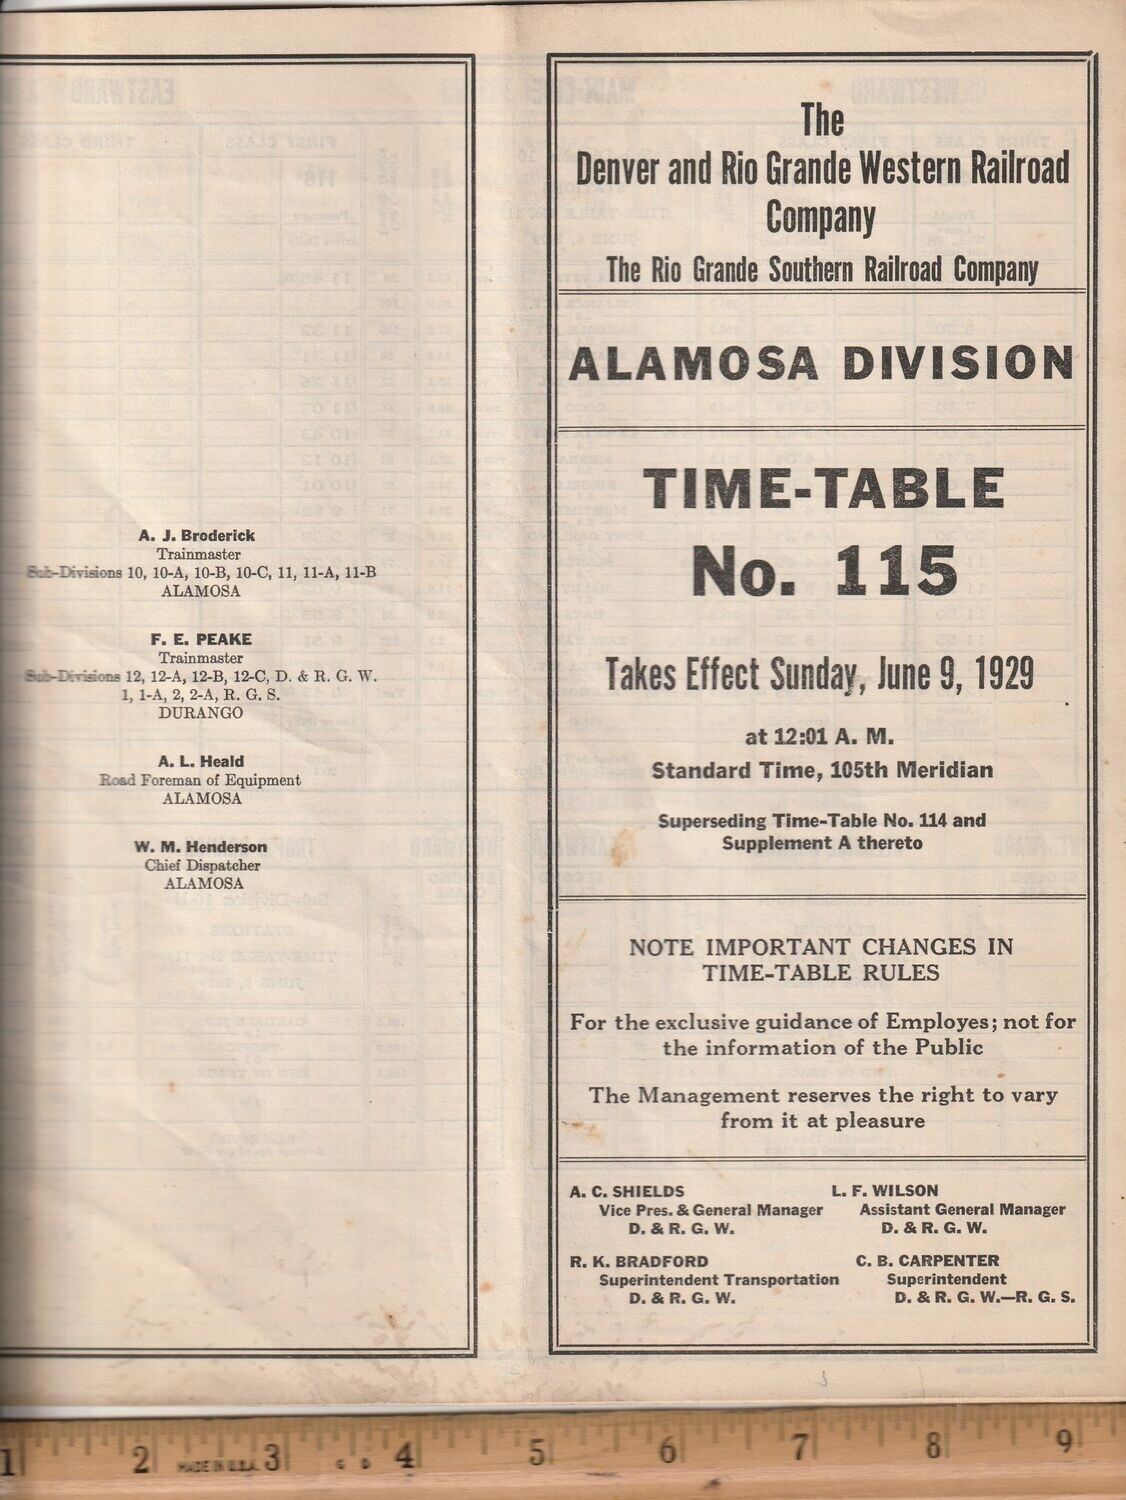 A. J. Broderick
Trainmaster
Sub-Divisions 10, 10-A, 10-B, 10-C, 11, 11-A, 11-B
ALAMOSA
F. E. PEAKE
Trainmaster
Sub-Divisions 12, 12-A, 12-B, 12-C, D. & R. G. W.
1, 1-A, 2, 2-A, R. G. S.
DURANGO
A. L. Heald
Road Foreman of Equipment
ALAMOSA
W. M. Henderson
Chief Dispatcher
ALAMOSA
The
Denver and Rio Grande Western Railroad
Company
The Rio Grande Southern Railroad Company
ALAMOSA DIVISION
TIME-TABLE
No. 115
Takes Effect Sunday, June 9, 1929
at 12:01 A. M.
Standard Time, 105th Meridian
Superseding Time-Table No. 114 and
Supplement A thereto
NOTE IMPORTANT CHANGES IN
TIME-TABLE RULES
For the exclusive guidance of Employes; not for
the information of the Public
The Management reserves the right to vary
from it at pleasure
A. C. SHIELDS
Vice Pres. & General Manager
D. & R. G. W.
L. F. WILSON
Assistant General Manager
D. & R. G. W.
R. K. BRADFORD
Superintendent Transportation
D. & R. G. W.
C. B. CARPENTER
Superintendent
D. & R. G. W.—R. G. S.
1 2 3 4 5 6 7 8 9
MADE IN U.S.A.